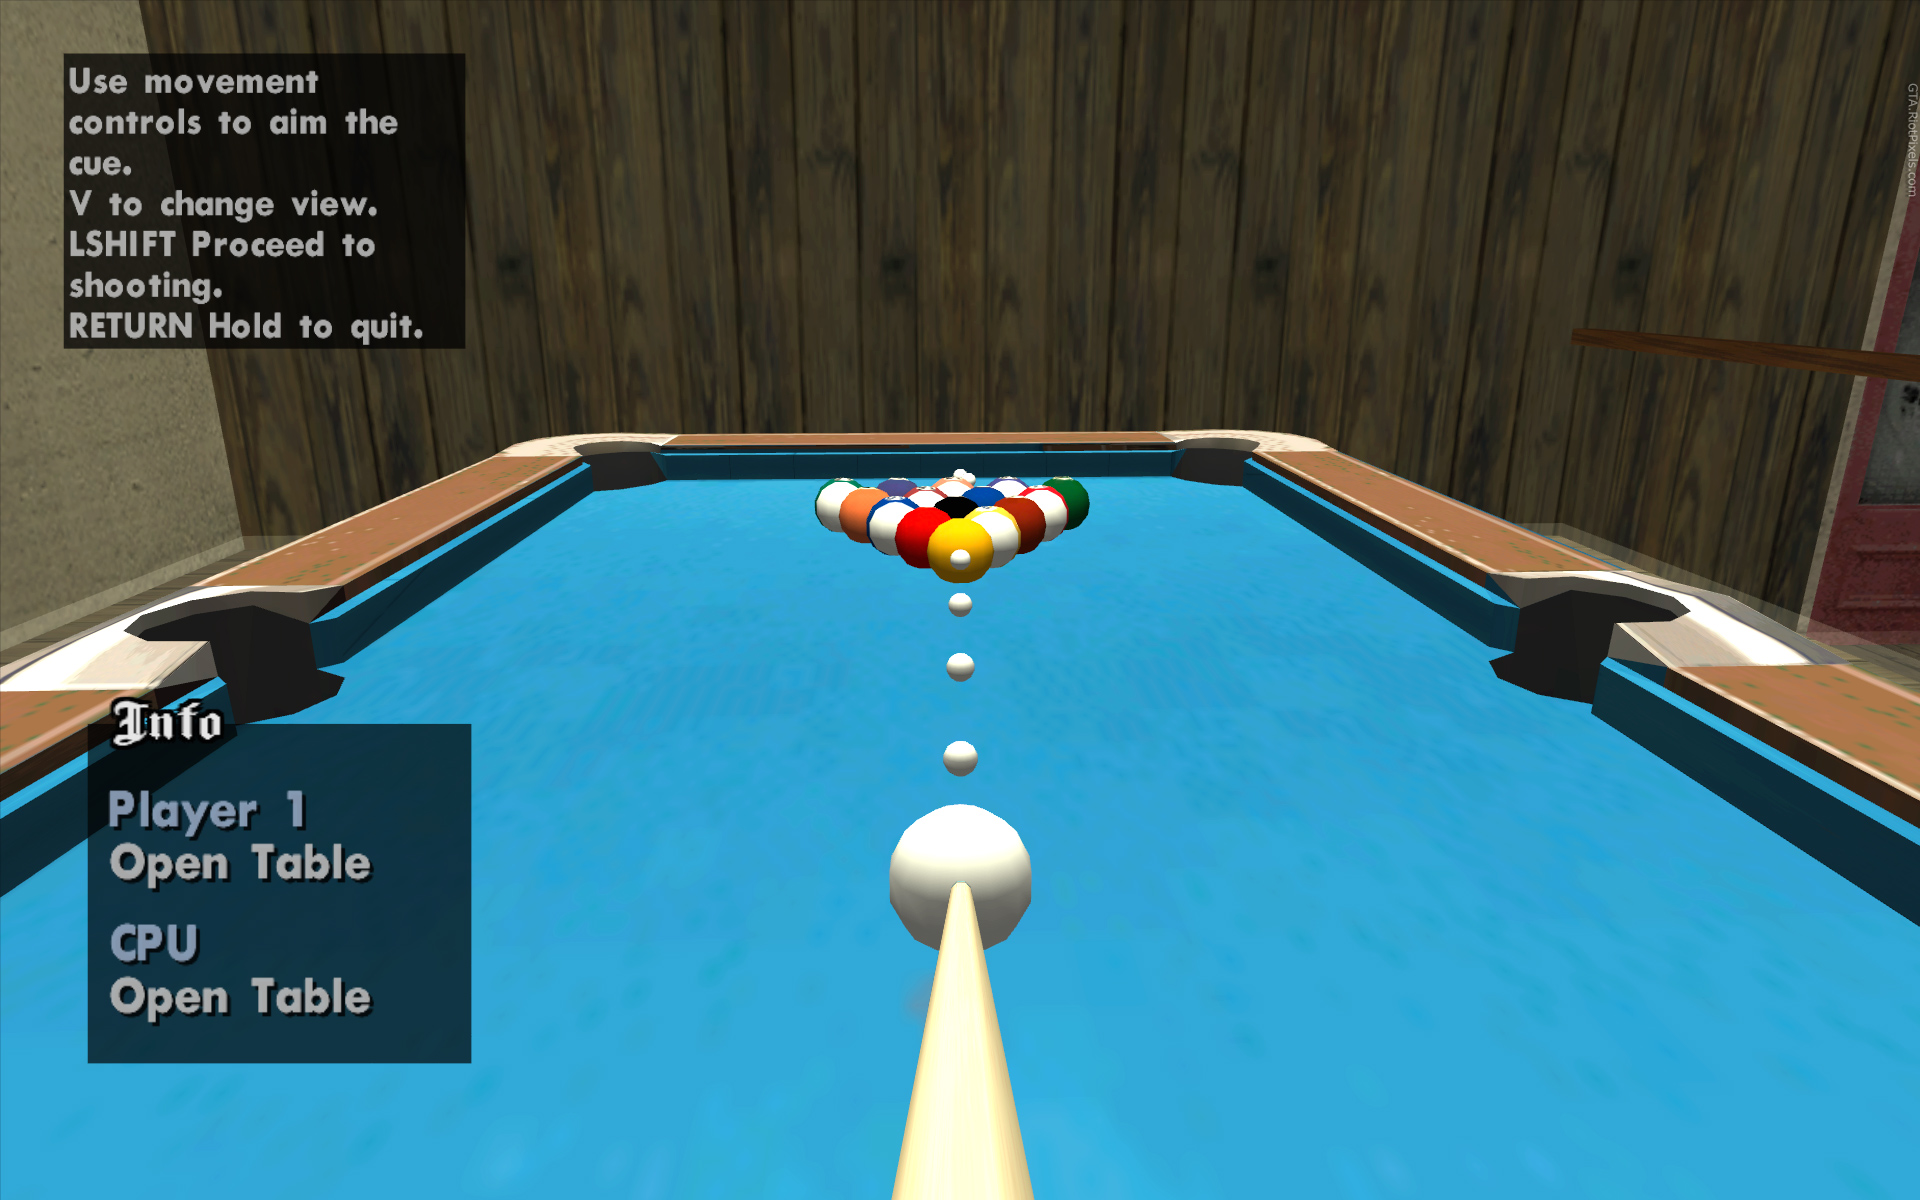 Use movement
controls to aim the
cue.
V to change view.
LSHIFT Proceed to
shooting.
RETURN Hold to quit.
GTA.RiotPixels.com
Info
Player 1
Open Table
CPU
Open Table